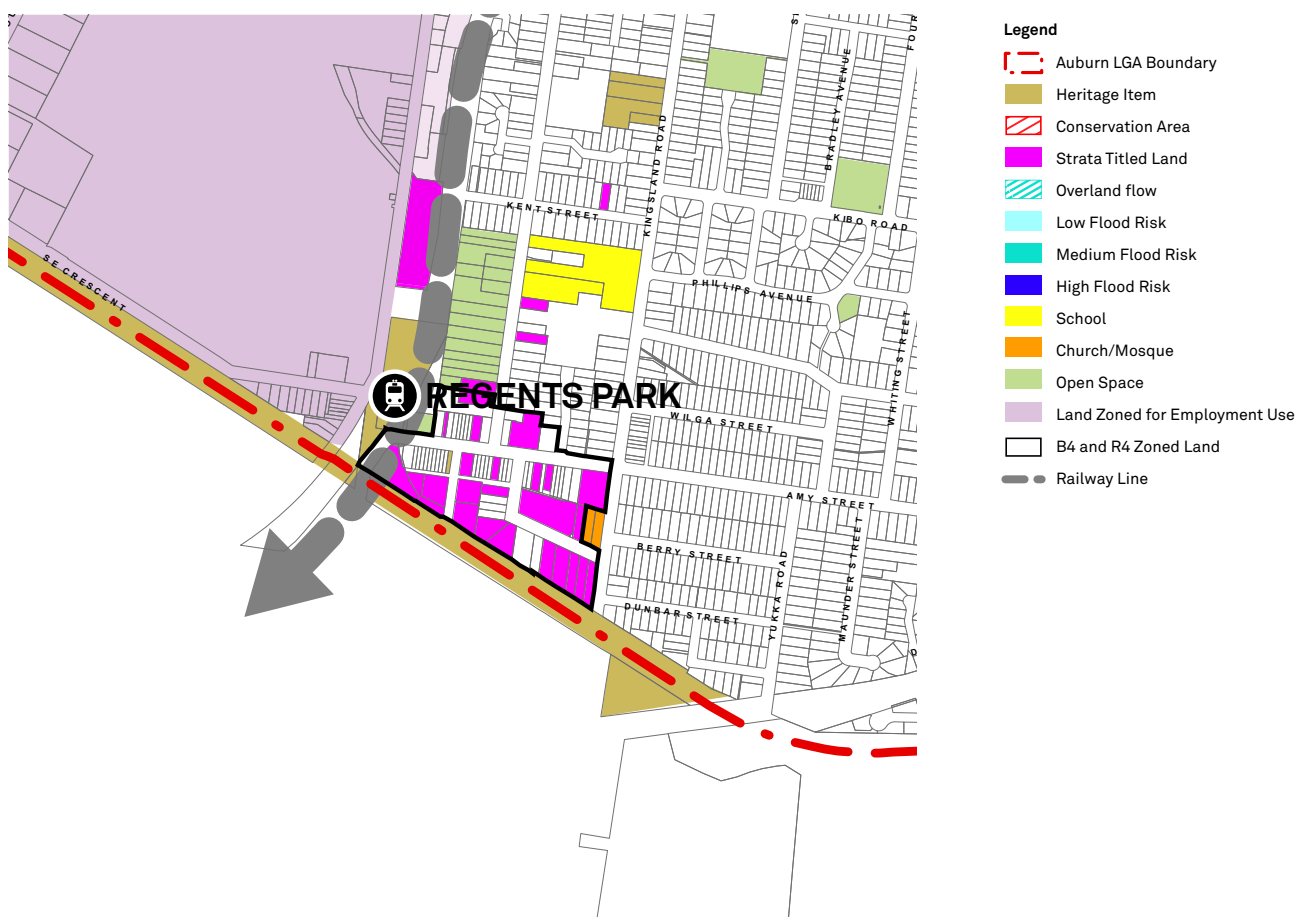 BRADLEY AVENUE
FOUR
KINGSLAND ROAD
KENT STREET
KIBO ROAD
SE CRESCENT
PHILLIPS AVENUE
WHITING STREET
REGENTS PARK
WILGA STREET
AMY STREET
BERRY STREET
YUKKA ROAD
MAUNDER STREET
DUNBAR STREET
D
Legend
Auburn LGA Boundary
Heritage Item
Conservation Area
Strata Titled Land
Overland flow
Low Flood Risk
Medium Flood Risk
High Flood Risk
School
Church/Mosque
Open Space
Land Zoned for Employment Use
B4 and R4 Zoned Land
Railway Line